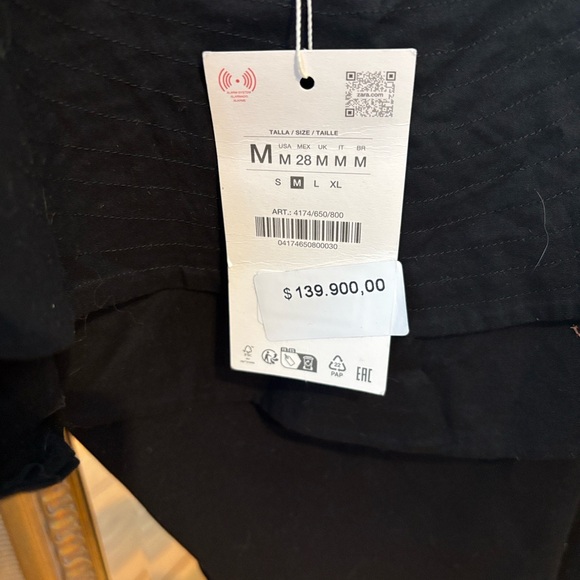 zara.com
TALLA / SIZE / TAILLE
USA MEX UK IT BR
M M 28 M M M
S M L XL
ART.: 4174/650/800
04174650800030
$ 139.900,00
22
PAP
EAC